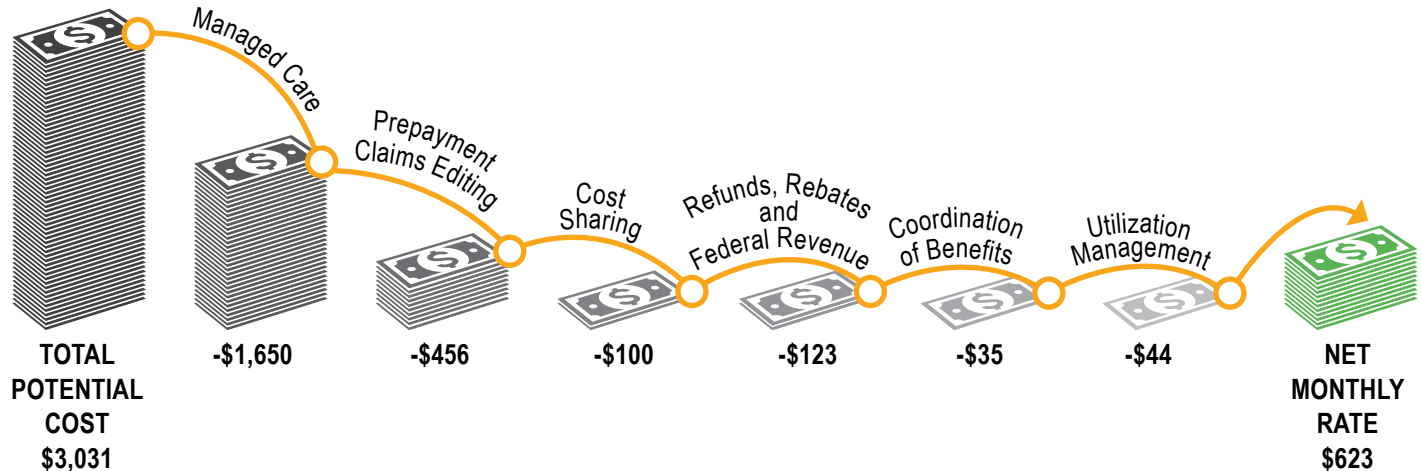 Managed Care
Prepayment
Claims Editing
Cost
Sharing
Refunds, Rebates
and
Federal Revenue
Coordination
of Benefits
Utilization
Management
TOTAL
POTENTIAL
COST
$3,031
-$1,650
-$456
-$100
-$123
-$35
-$44
NET
MONTHLY
RATE
$623